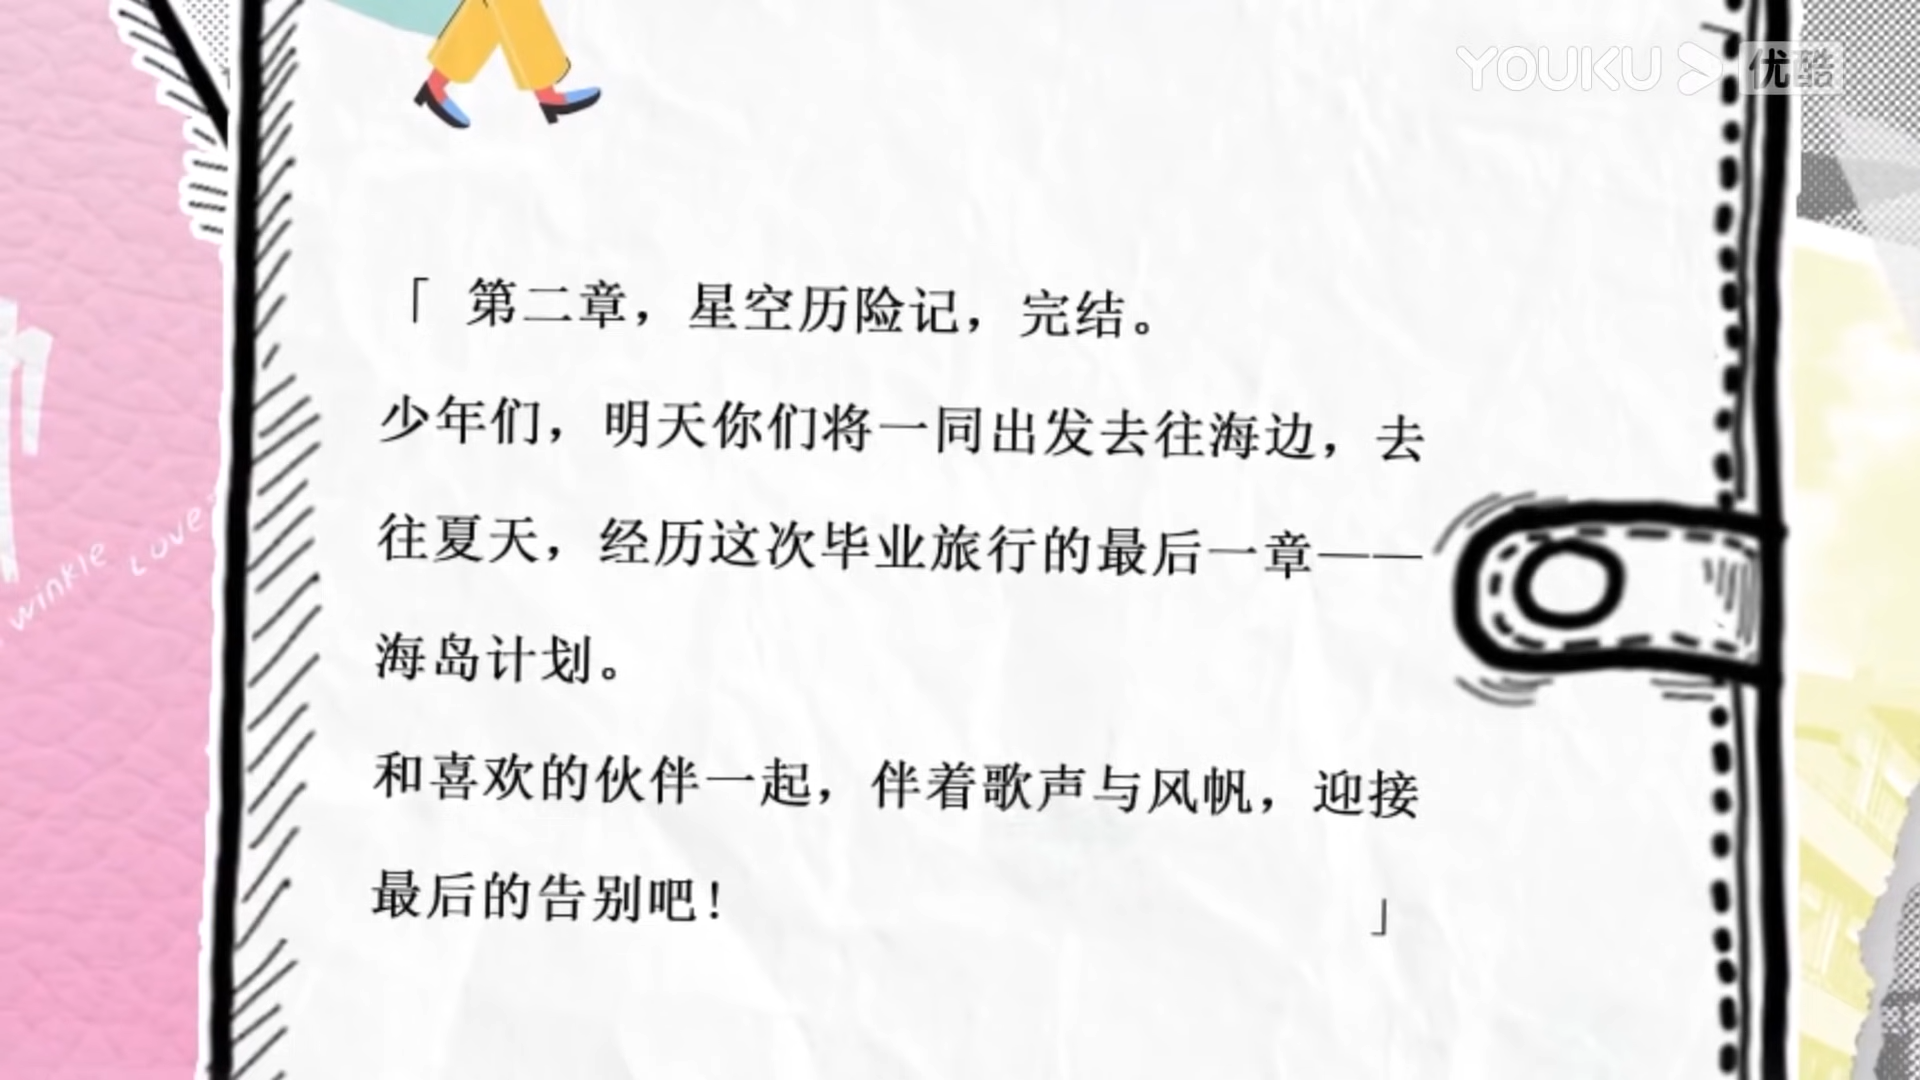 YOUKU 优酷
「 第二章，星空历险记，完结。
少年们，明天你们将一同出发去往海边，去
往夏天，经历这次毕业旅行的最后一章——
海岛计划。
和喜欢的伙伴一起，伴着歌声与风帆，迎接
最后的告别吧！ 」
winkle Love